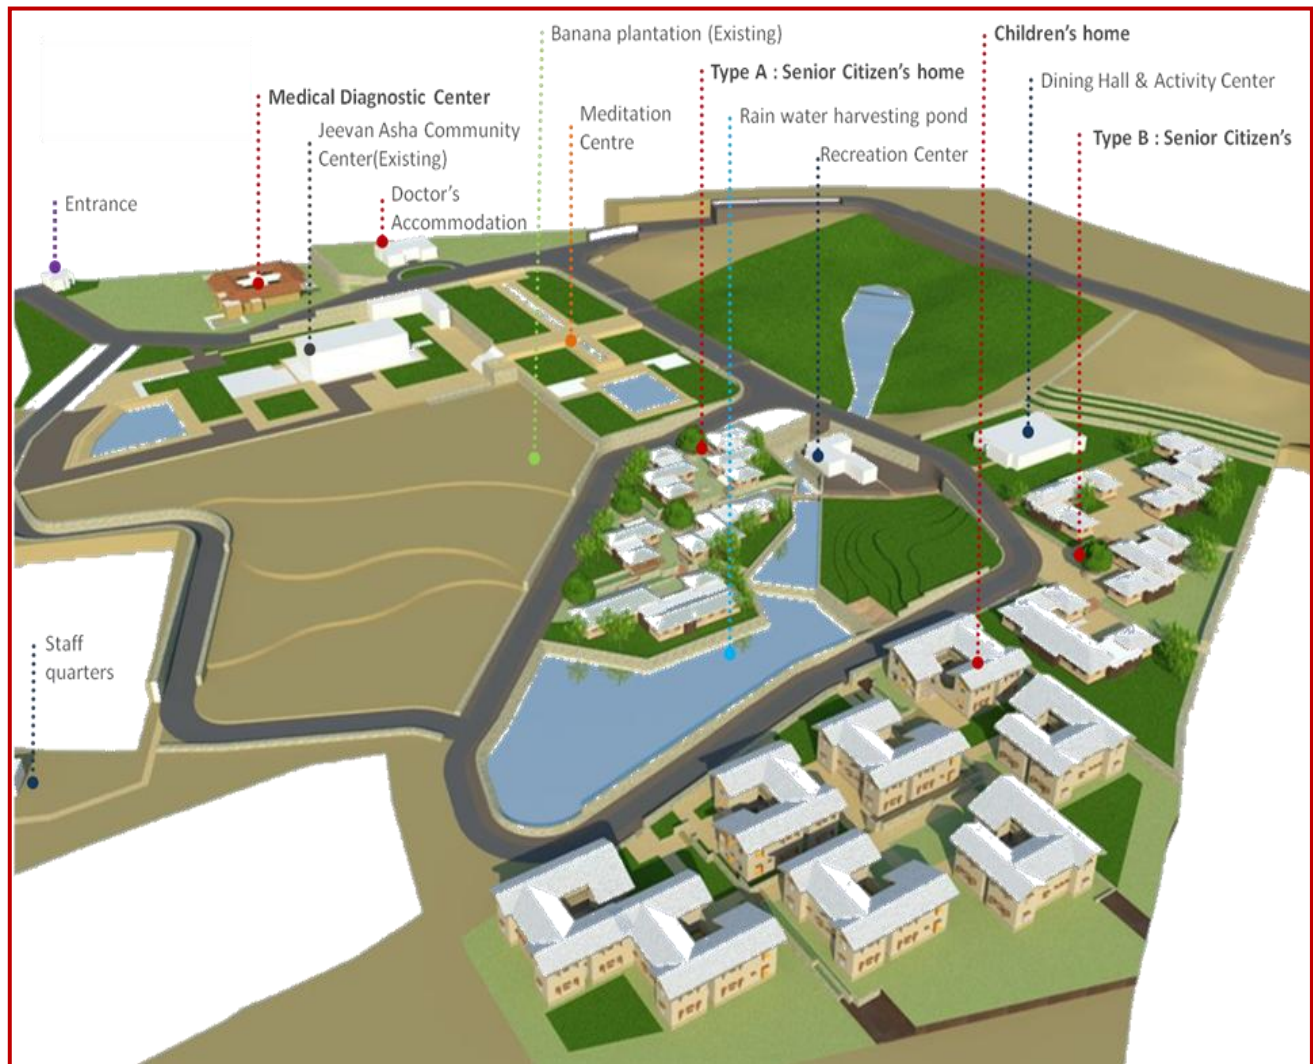 Banana plantation (Existing)
Children's home
Type A : Senior Citizen's home
Dining Hall & Activity Center
Medical Diagnostic Center
Meditation
Centre
Rain water harvesting pond
Jeevan Asha Community
Center(Existing)
Type B : Senior Citizen's
Recreation Center
Entrance
Doctor's
Accommodation
Staff
quarters